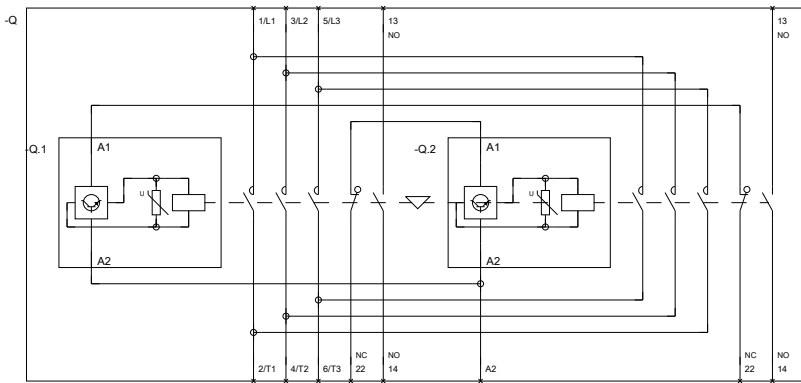 -Q
1/L1 3/L2 5/L3 13 13
NO NO
-Q.1 A1 -Q.2 A1
U U
A2 A2
NC NO NC NO
2/T1 4/T2 6/T3 22 14 A2 22 14